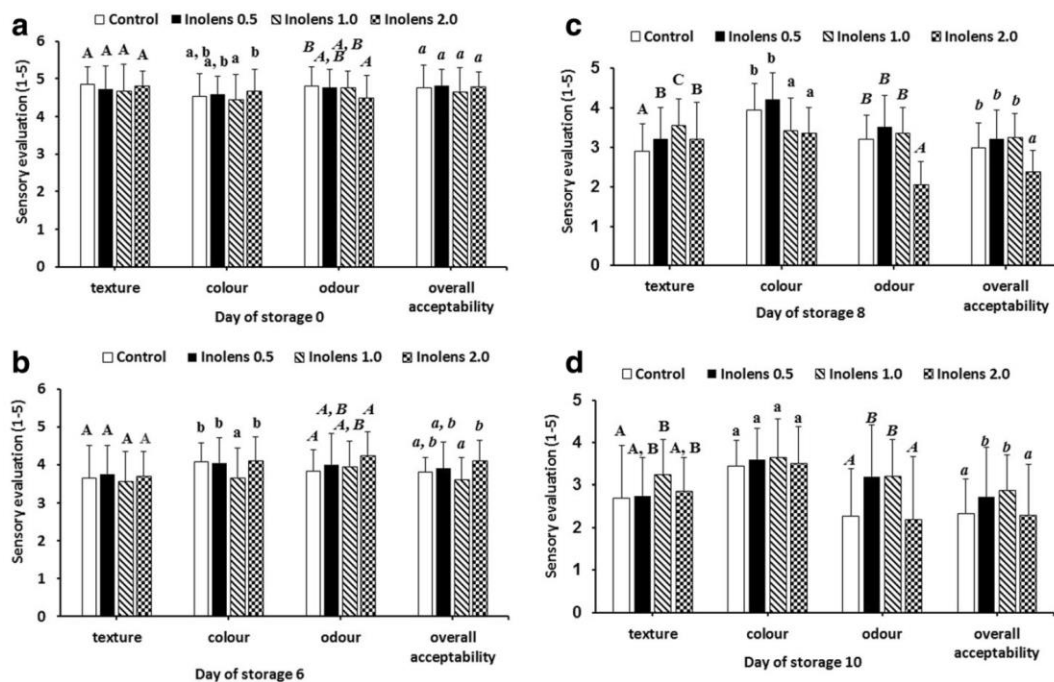 a
Control Inolens 0.5 Inolens 1.0 Inolens 2.0
Sensory evaluation (1-5)
6
5
4
3
2
1
0
A A A A
a, b a, b a b
B A, B A, B A
a a a a
texture colour odour overall acceptability
Day of storage 0
b
Control Inolens 0.5 Inolens 1.0 Inolens 2.0
Sensory evaluation (1-5)
6
5
4
3
2
1
0
A A A A
b b a b
A A, B A, B A
a, b a, b a b
texture colour odour overall acceptability
Day of storage 6
c
Control Inolens 0.5 Inolens 1.0 Inolens 2.0
Sensory evaluation (1-5)
5
4
3
2
1
0
A B C B
b b a a
B B B A
b b b a
texture colour odour overall
acceptability
Day of storage 8
d
Control Inolens 0.5 Inolens 1.0 Inolens 2.0
Sensory evaluation (1-5)
5
4
3
2
1
0
A A, B B A, B
a a a a
A B B A
a b b a
texture colour odour overall
acceptability
Day of storage 10